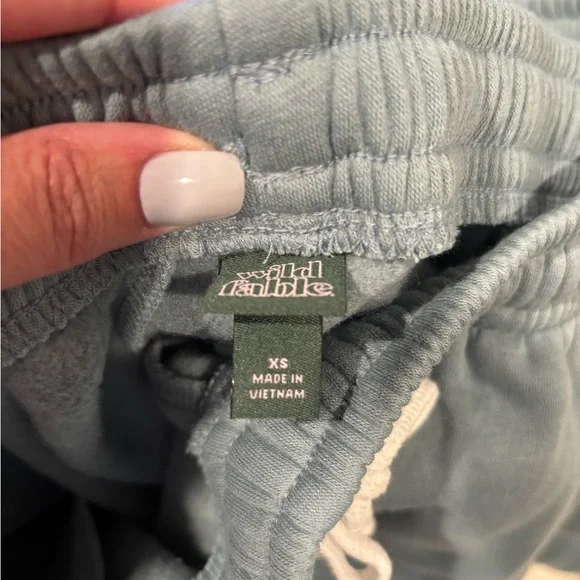 wild
fable.
XS
MADE IN
VIETNAM